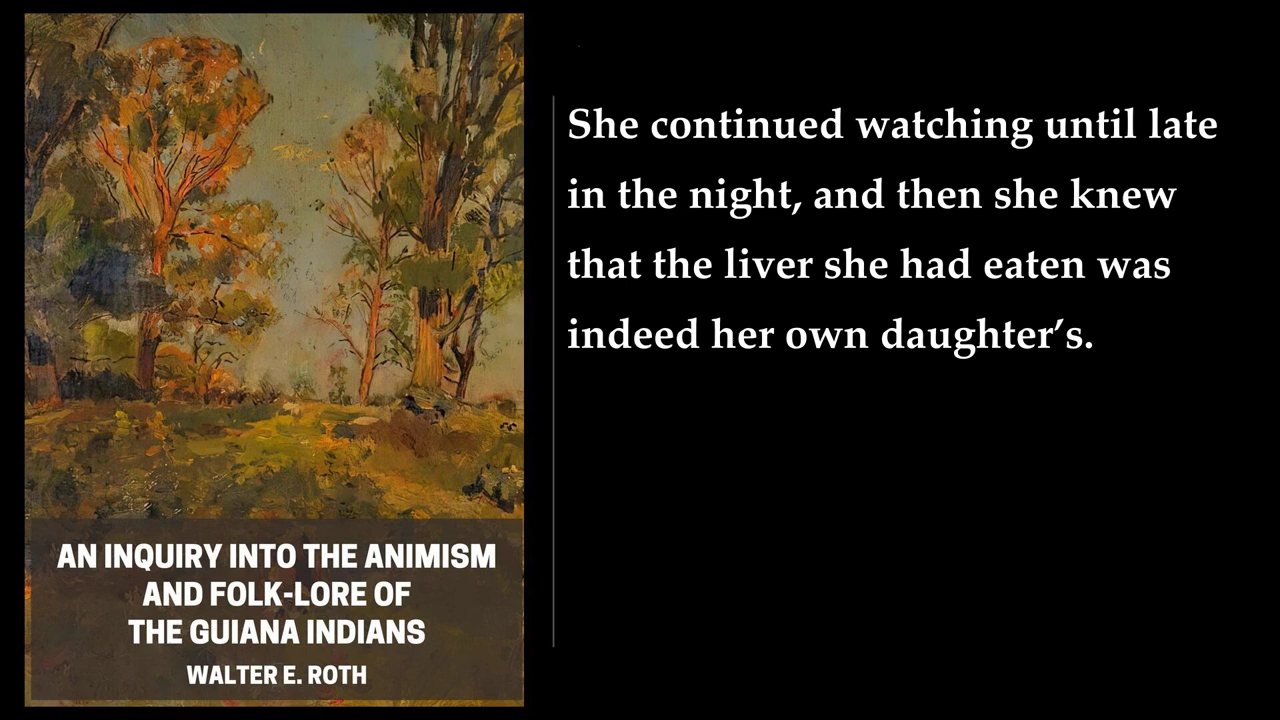 She continued watching until late
in the night, and then she knew
that the liver she had eaten was
indeed her own daughter’s.
AN INQUIRY INTO THE ANIMISM
AND FOLK-LORE OF
THE GUIANA INDIANS
WALTER E. ROTH